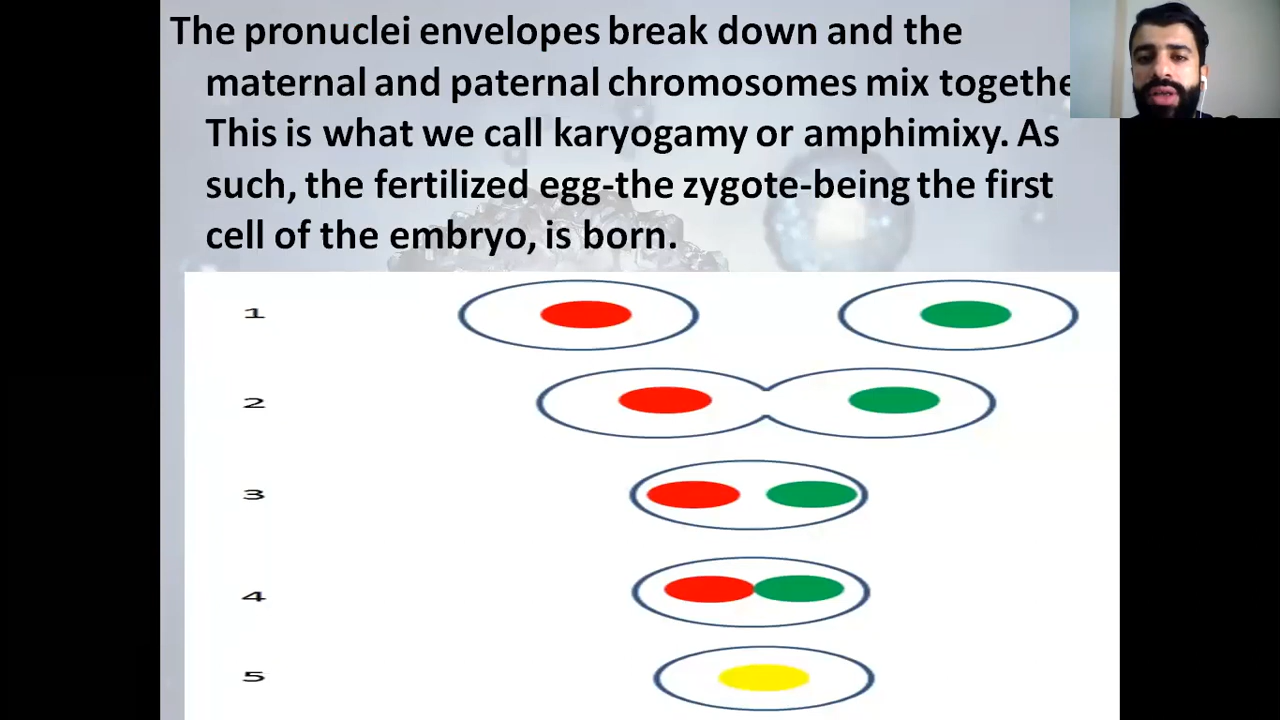 The pronuclei envelopes break down and the
maternal and paternal chromosomes mix togethe
This is what we call karyogamy or amphimixy. As
such, the fertilized egg-the zygote-being the first
cell of the embryo, is born.
1
2
3
4
5